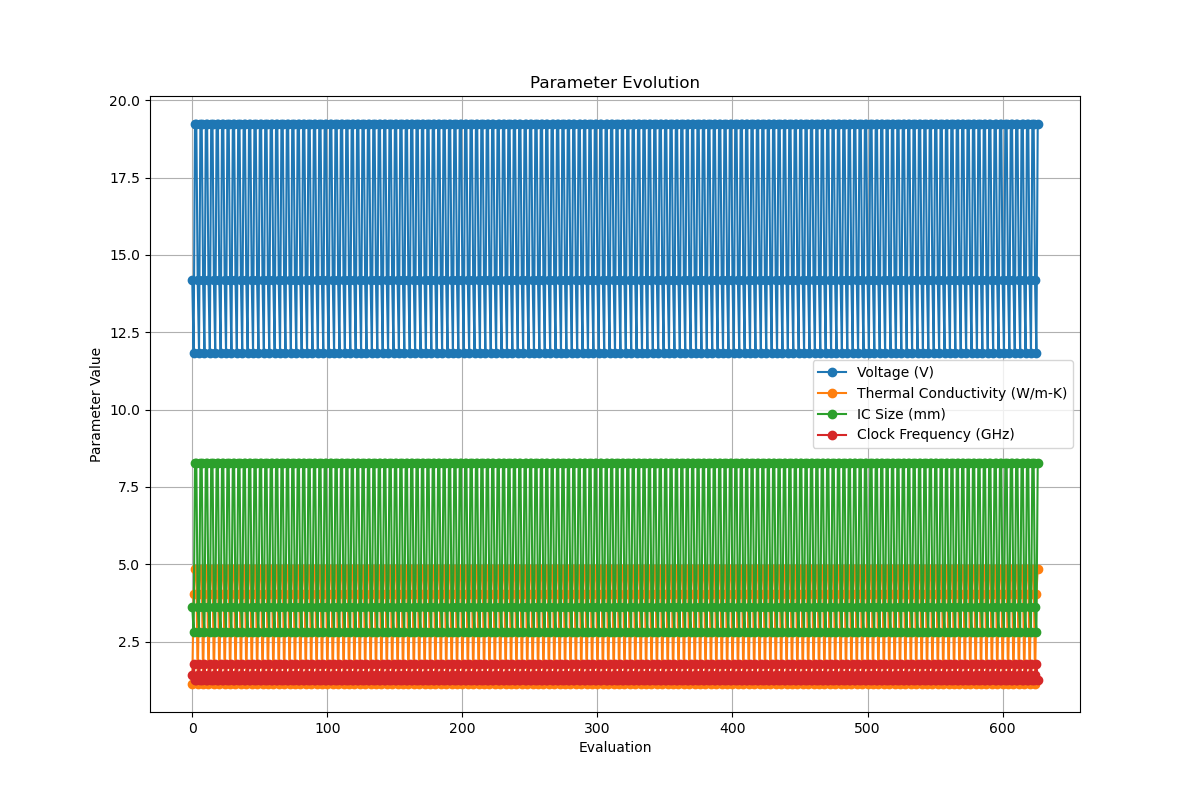 Parameter Evolution
20.0
17.5
15.0
12.5
10.0
7.5
5.0
2.5
Parameter Value
Voltage (V)
Thermal Conductivity (W/m-K)
IC Size (mm)
Clock Frequency (GHz)
0 100 200 300 400 500 600
Evaluation